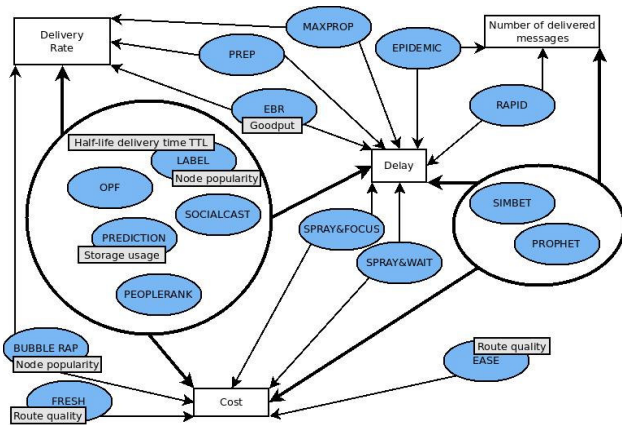 MAXPROP
Delivery
Rate
Number of delivered
messages
PREP
EPIDEMIC
EBR
Goodput
RAPID
Half-life delivery time TTL
LABEL
Node popularity
Delay
OPF
SOCIALCAST
SIMBET
PREDICTION
Storage usage
SPRAY&FOCUS
PROPHET
SPRAY&WAIT
PEOPLERANK
BUBBLE RAP
Node popularity
Route quality
EASE
FRESH
Route quality
Cost